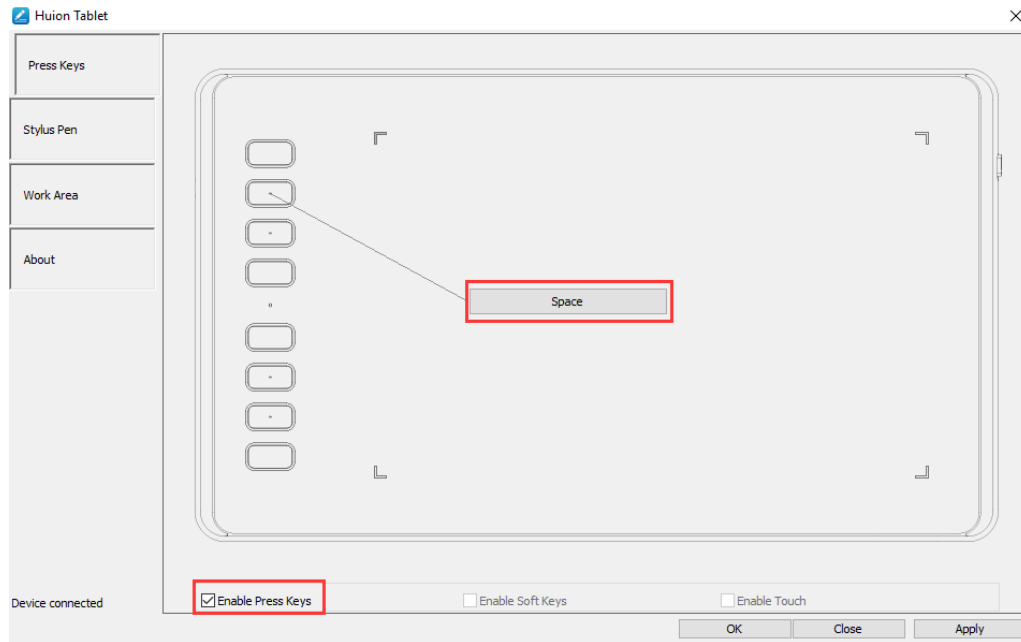 Huion Tablet
Press Keys
Stylus Pen
Work Area
About
Space
Device connected
Enable Press Keys
Enable Soft Keys
Enable Touch
OK
Close
Apply